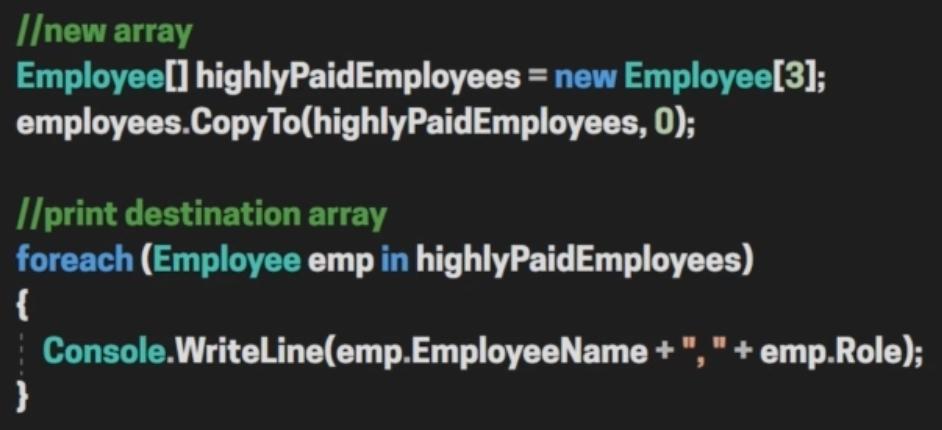 //new array
Employee[] highlyPaidEmployees = new Employee[3];
employees.CopyTo(highlyPaidEmployees, 0);
//print destination array
foreach (Employee emp in highlyPaidEmployees)
{
Console.WriteLine(emp.EmployeeName + ", " + emp.Role);
}